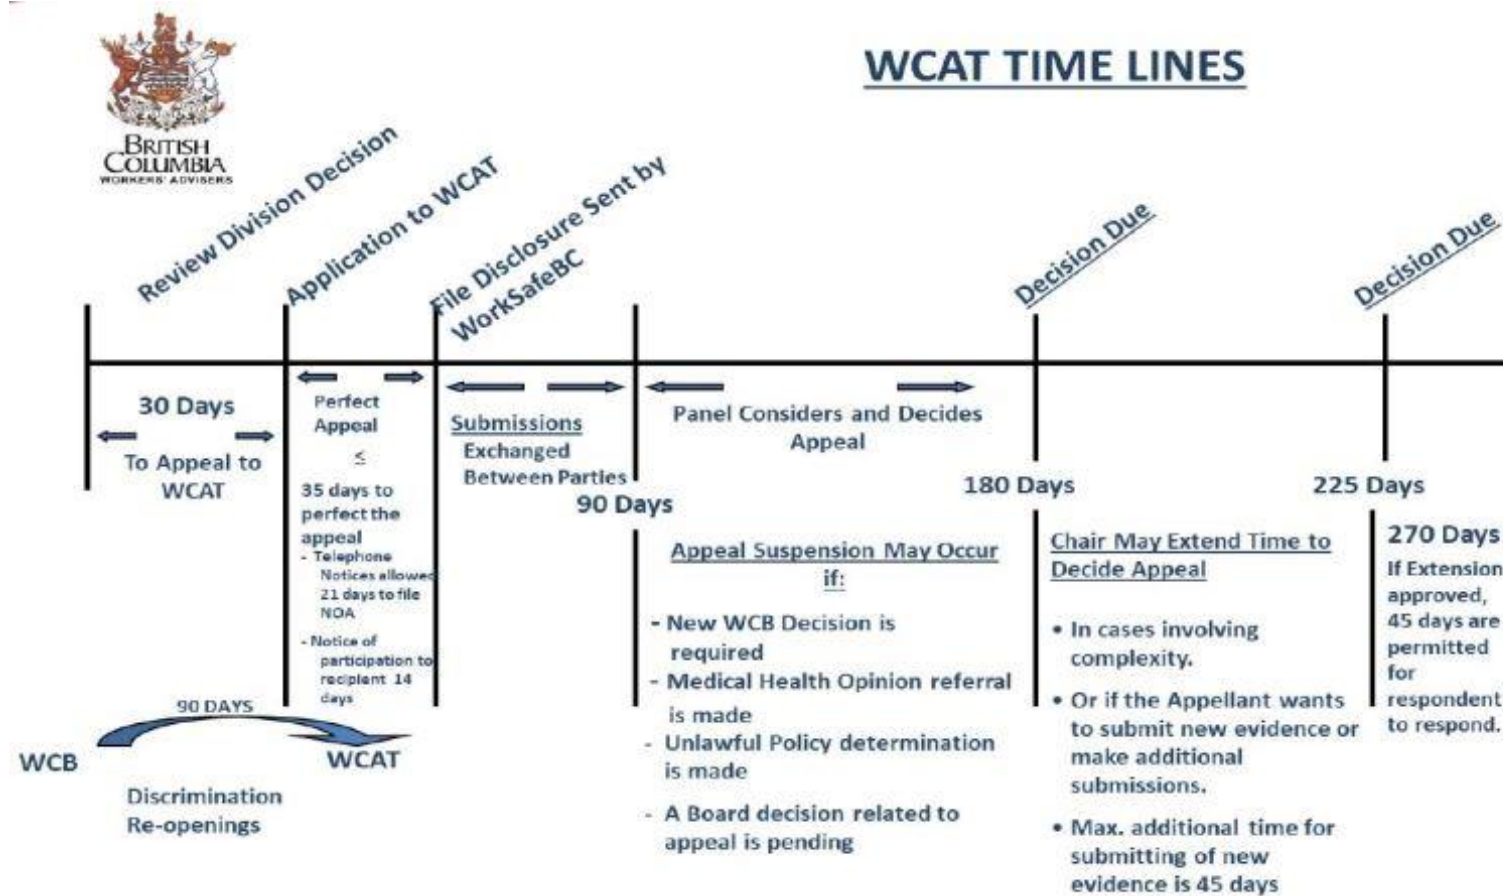 WCAT TIME LINES
BRITISH
COLUMBIA
WORKERS' ADVISERS
Review Division Decision
Application to WCAT
File Disclosure Sent by
WorkSafeBC
Decision Due
Decision Due
30 Days
To Appeal to
WCAT
Perfect
Appeal
≤
35 days to
perfect the
appeal
- Telephone
Notices allowed
21 days to file
NOA
- Notice of
participation to
recipient 14
days
Submissions
Exchanged
Between Parties
90 Days
Panel Considers and Decides
Appeal
180 Days
225 Days
Appeal Suspension May Occur
if:
- New WCB Decision is
required
- Medical Health Opinion referral
is made
- Unlawful Policy determination
is made
- A Board decision related to
appeal is pending
Chair May Extend Time to
Decide Appeal
• In cases involving
complexity.
• Or if the Appellant wants
to submit new evidence or
make additional
submissions.
• Max. additional time for
submitting of new
evidence is 45 days
270 Days
If Extension
approved,
45 days are
permitted
for
respondent
to respond.
90 DAYS
WCB
WCAT
Discrimination
Re-openings